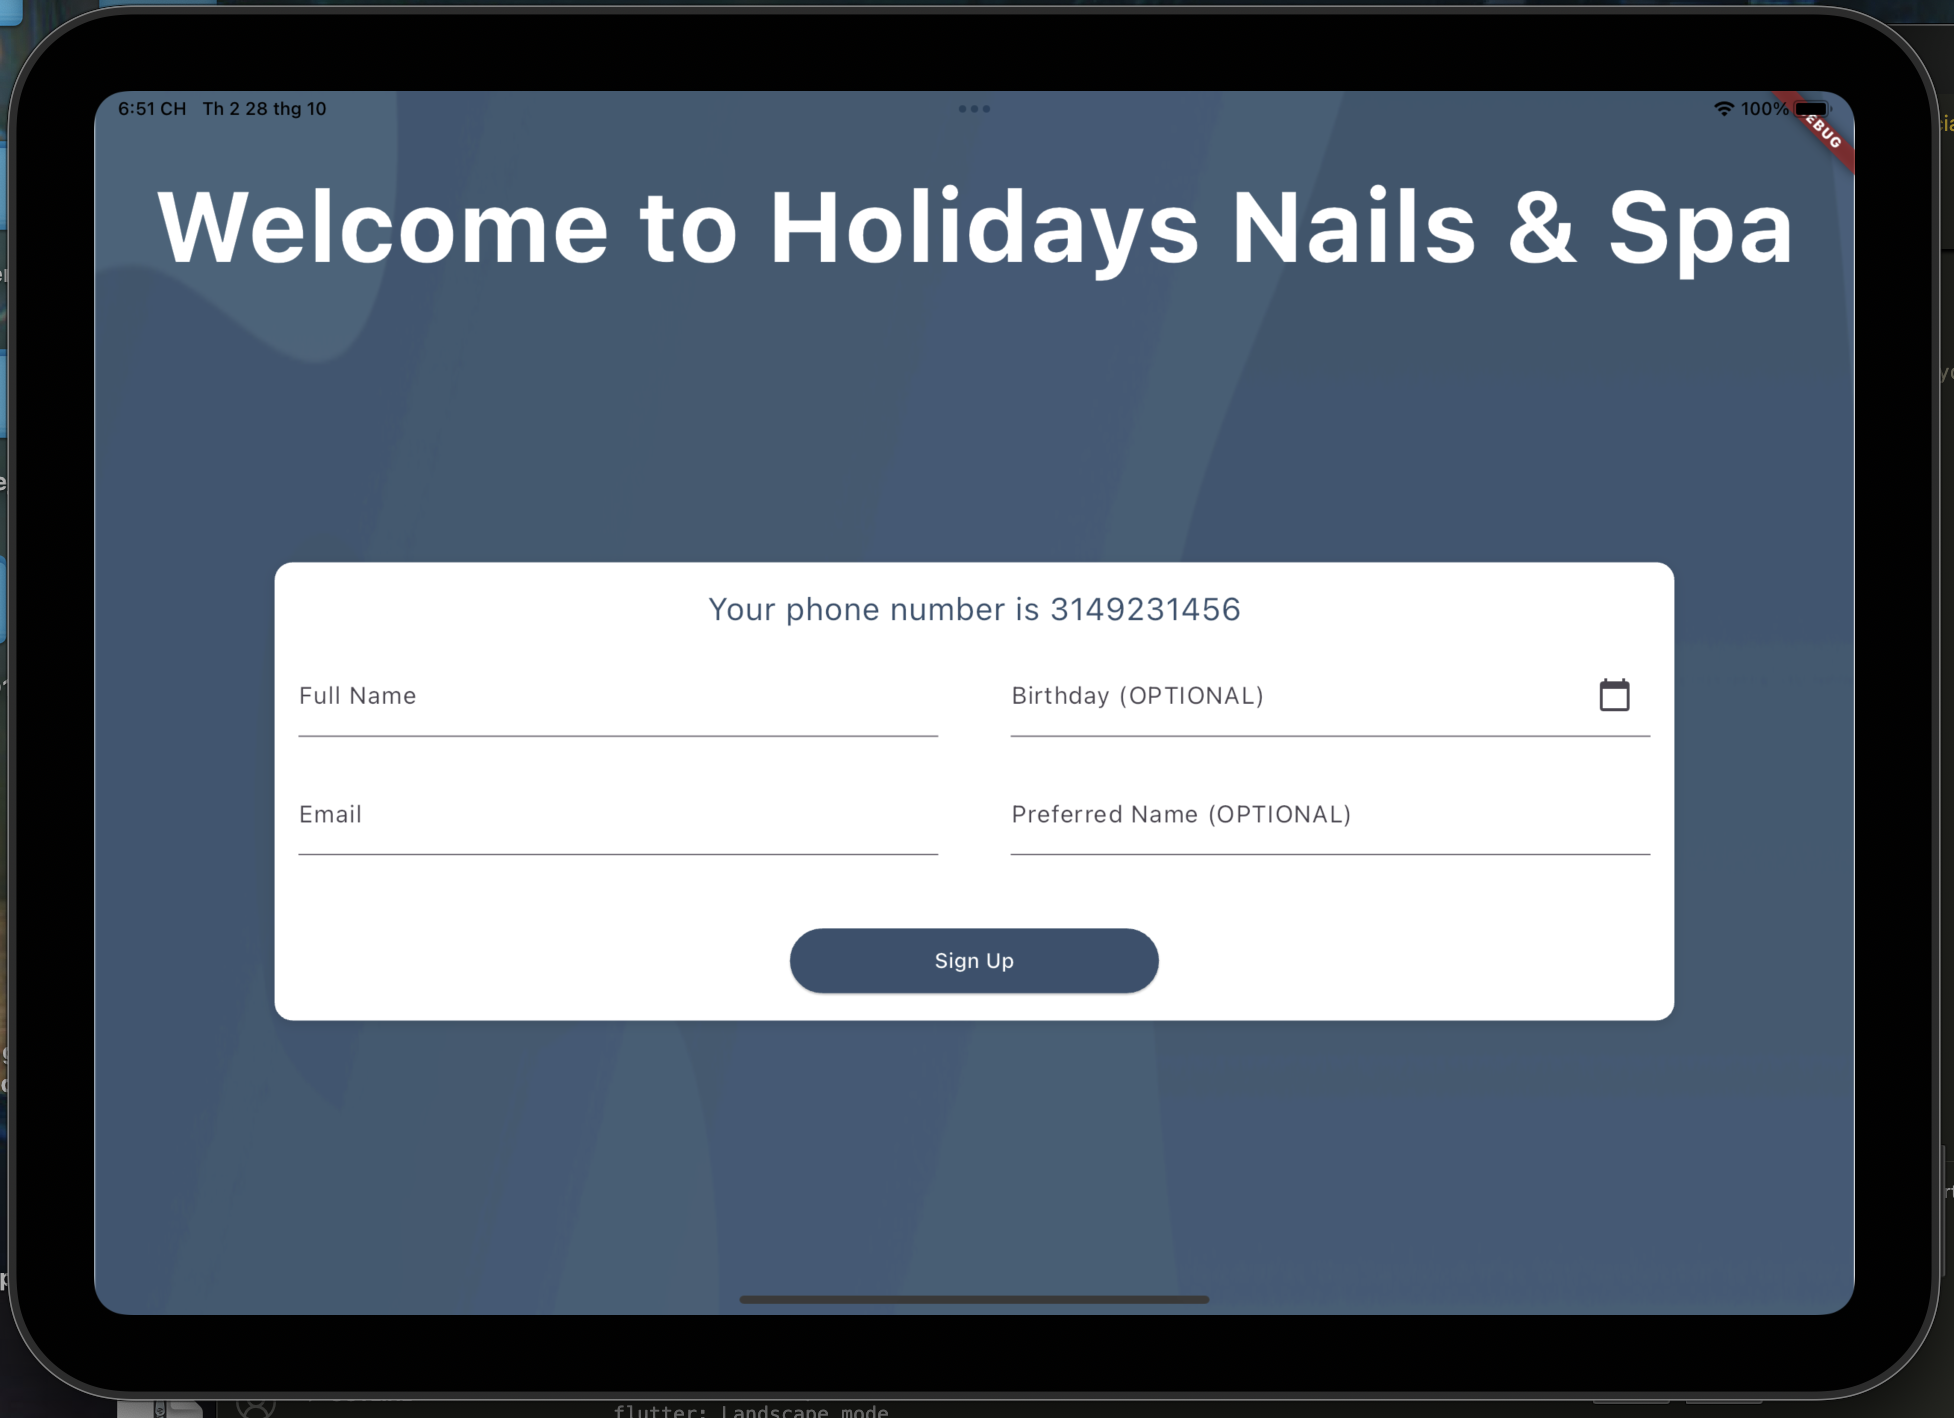 6:51 CH Th 2 28 thg 10
100%
EBUG
Welcome to Holidays Nails & Spa
Your phone number is 3149231456
Full Name
Birthday (OPTIONAL)
Email
Preferred Name (OPTIONAL)
Sign Up
flutter: Landscape mode